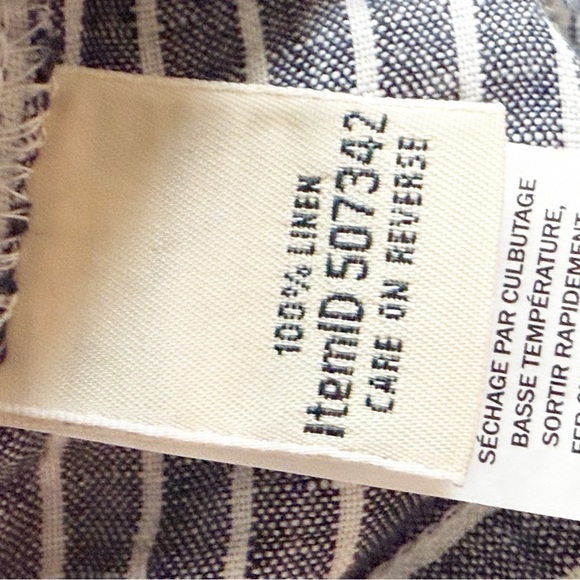 100% LINEN
ItemID 507342
CARE ON REVERSE
SÉCHAGE PAR CULBUTAGE
BASSE TEMPÉRATURE,
SORTIR RAPIDEMENT